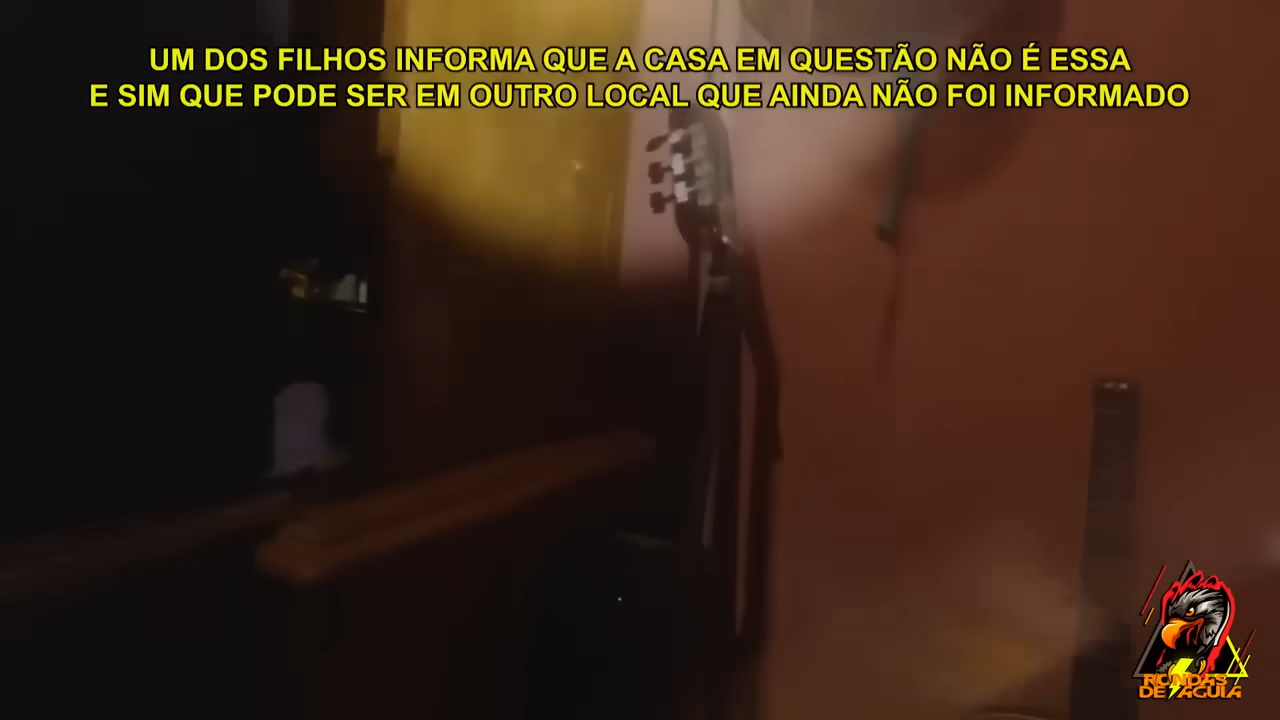 UM DOS FILHOS INFORMA QUE A CASA EM QUESTÃO NÃO É ESSA
E SIM QUE PODE SER EM OUTRO LOCAL QUE AINDA NÃO FOI INFORMADO
RONDAS
DE AGUIA